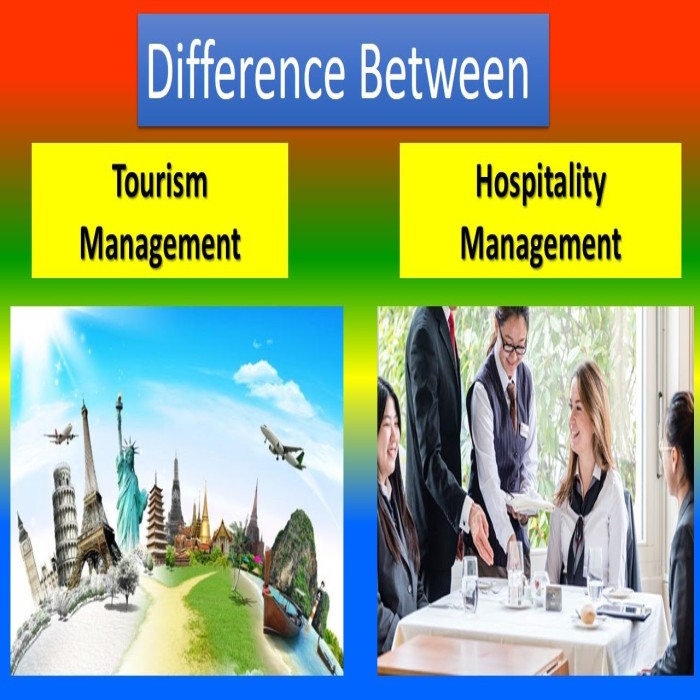 Difference Between
Tourism
Management
Hospitality
Management